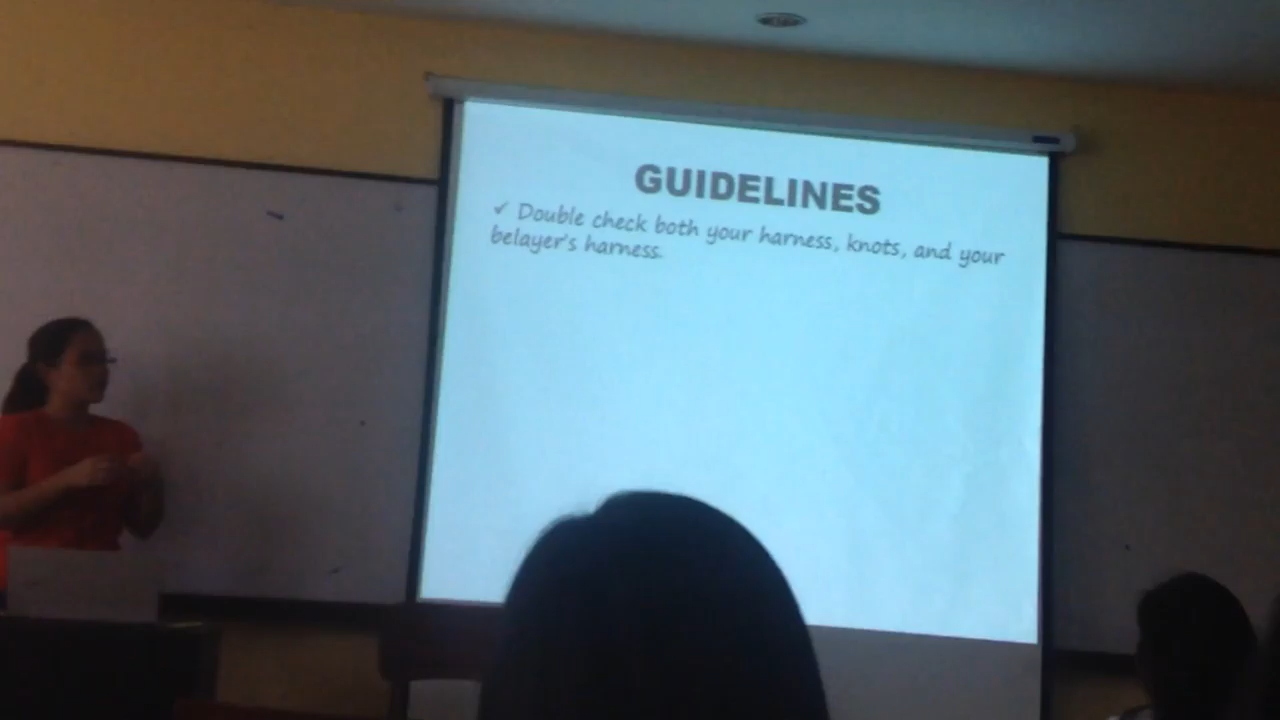 GUIDELINES
✓ Double check both your harness, knots, and your
belayer's harness.